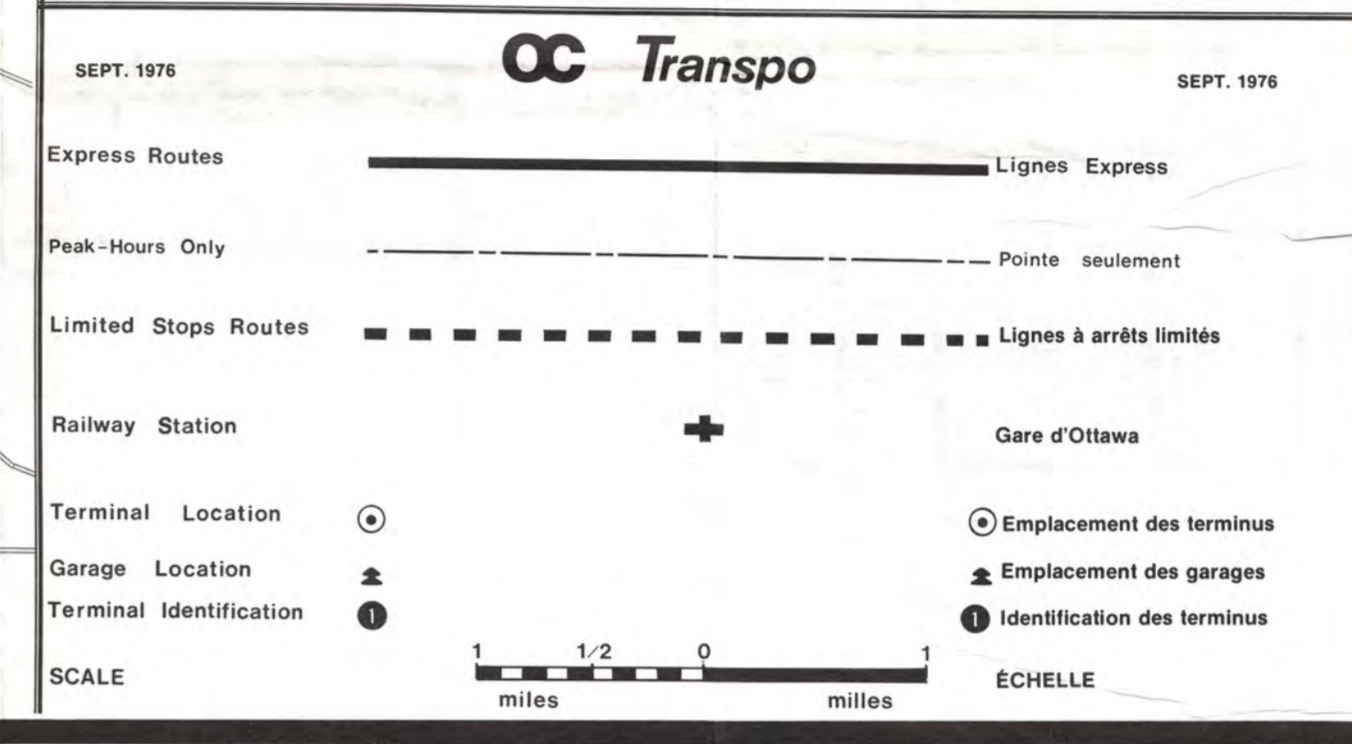 OC Transpo
SEPT. 1976 SEPT. 1976
Express Routes Lignes Express
Peak-Hours Only Pointe seulement
Limited Stops Routes Lignes à arrêts limités
Railway Station Gare d'Ottawa
Terminal Location Emplacement des terminus
Garage Location Emplacement des garages
Terminal Identification 1 1 Identification des terminus
1 1/2 0 1
SCALE ÉCHELLE
miles milles